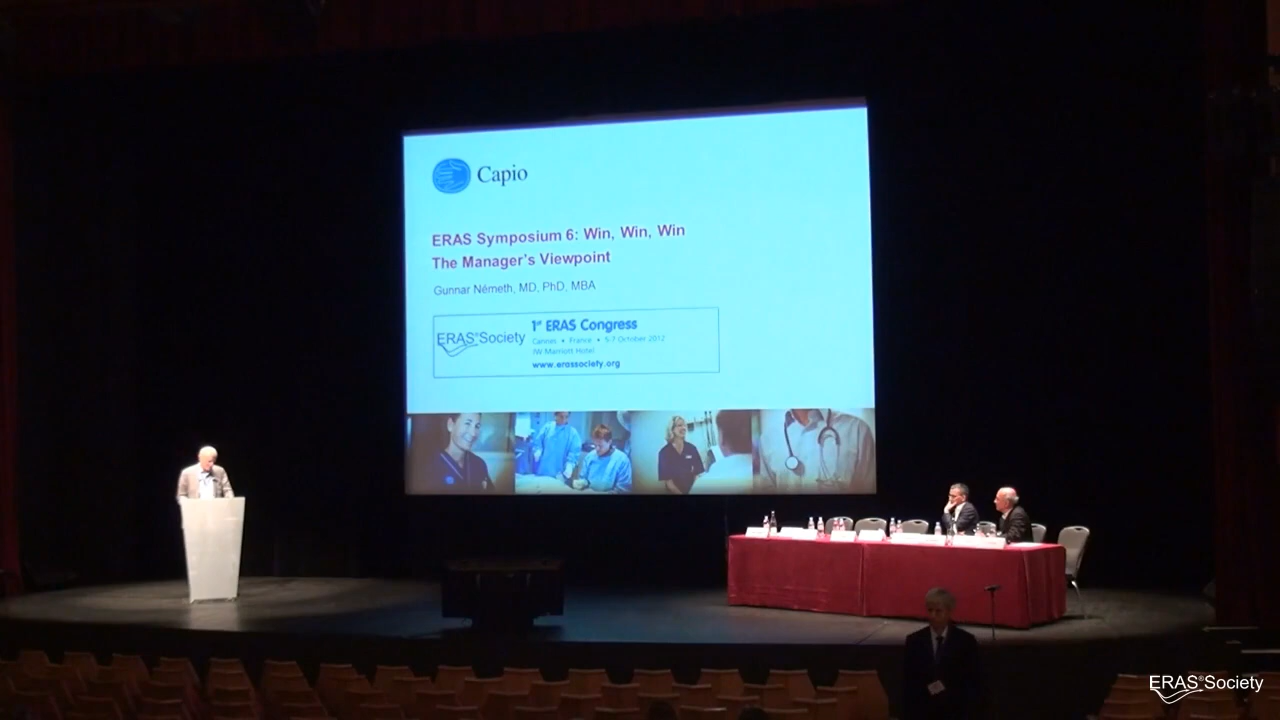 Capio
ERAS Symposium 6: Win, Win, Win
The Manager's Viewpoint
Gunnar Németh, MD, PhD, MBA
ERAS®Society
1st ERAS Congress
Cannes • France • 5-7 October 2012
JW Marriott Hotel
www.erassociety.org
ERAS®Society